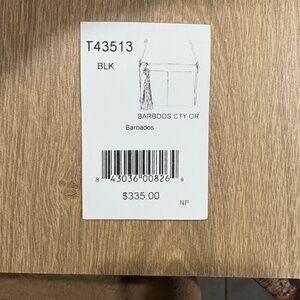 T43513
BLK
BARBDOS CTY OR
Barbados
8 43036 00826 4
$335.00
NP